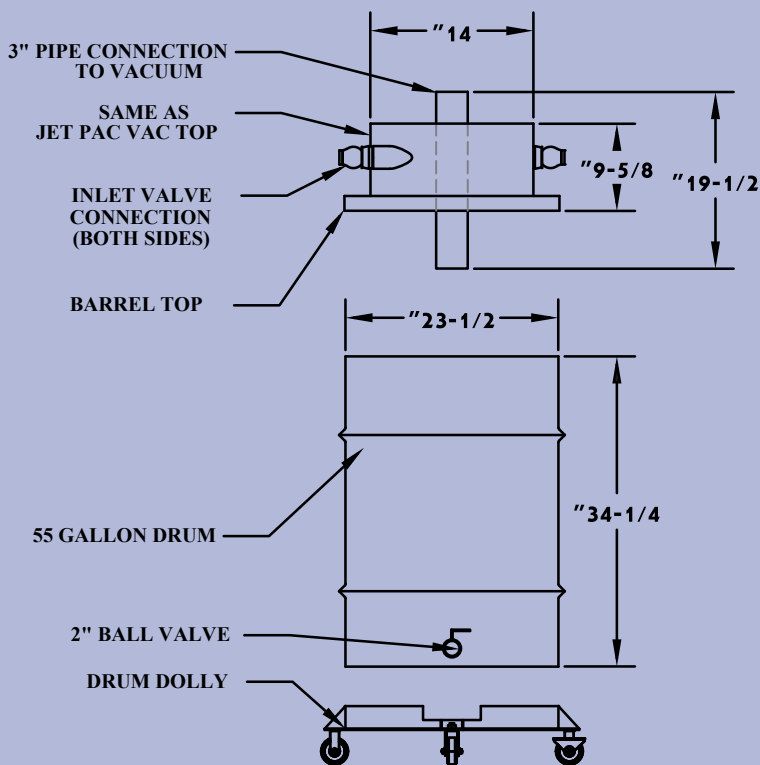 "14
3" PIPE CONNECTION
TO VACUUM
SAME AS
JET PAC VAC TOP
"9-5/8
"19-1/2
INLET VALVE
CONNECTION
(BOTH SIDES)
BARREL TOP
"23-1/2
"34-1/4
55 GALLON DRUM
2" BALL VALVE
DRUM DOLLY